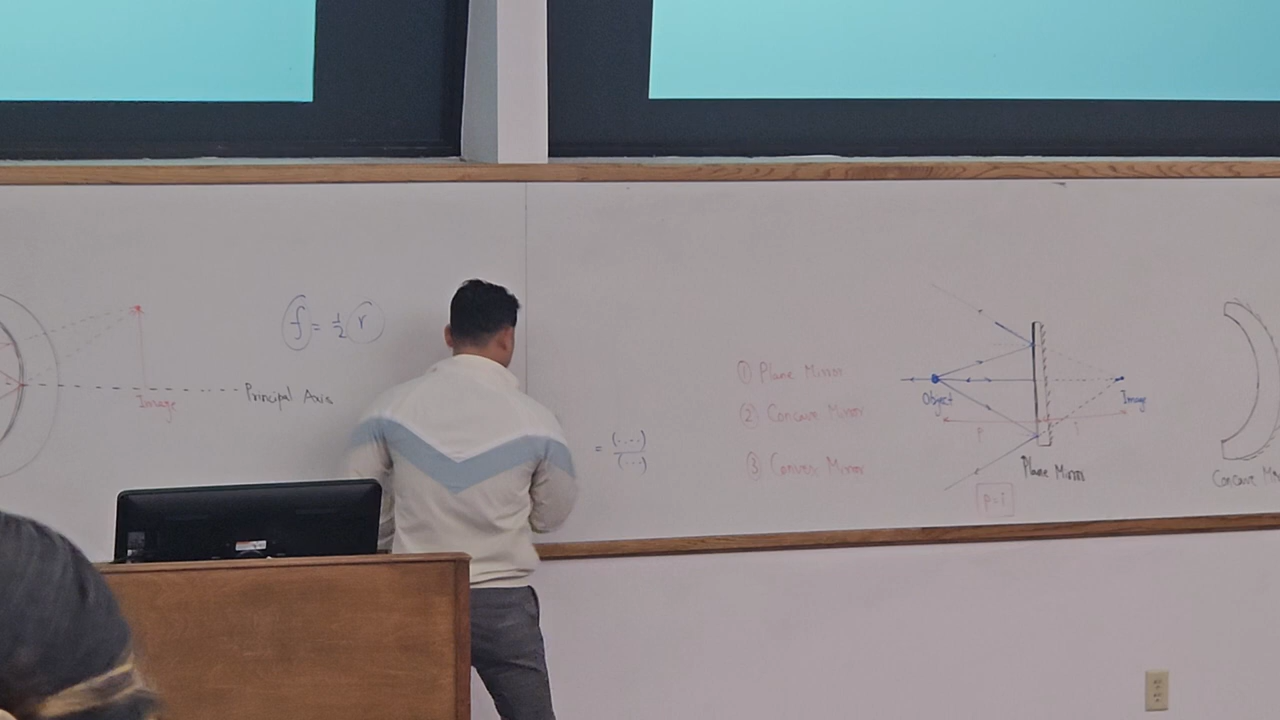 f = ½ r
Principal Axis
Image
= (....)
(....)
① Plane Mirror
② Concave Mirror
③ Convex Mirror
Object
Image
p
i
Plane Mirror
p = i
Concave